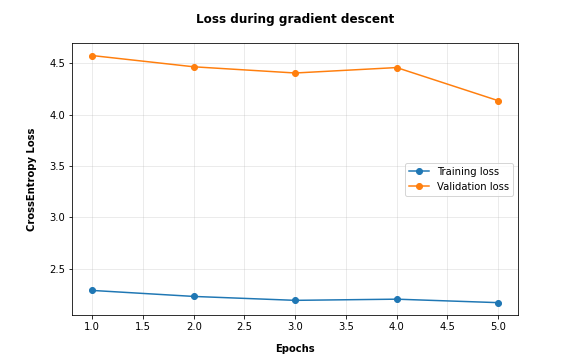 Loss during gradient descent
CrossEntropy Loss
4.5
4.0
3.5
3.0
2.5
Training loss
Validation loss
1.0 1.5 2.0 2.5 3.0 3.5 4.0 4.5 5.0
Epochs